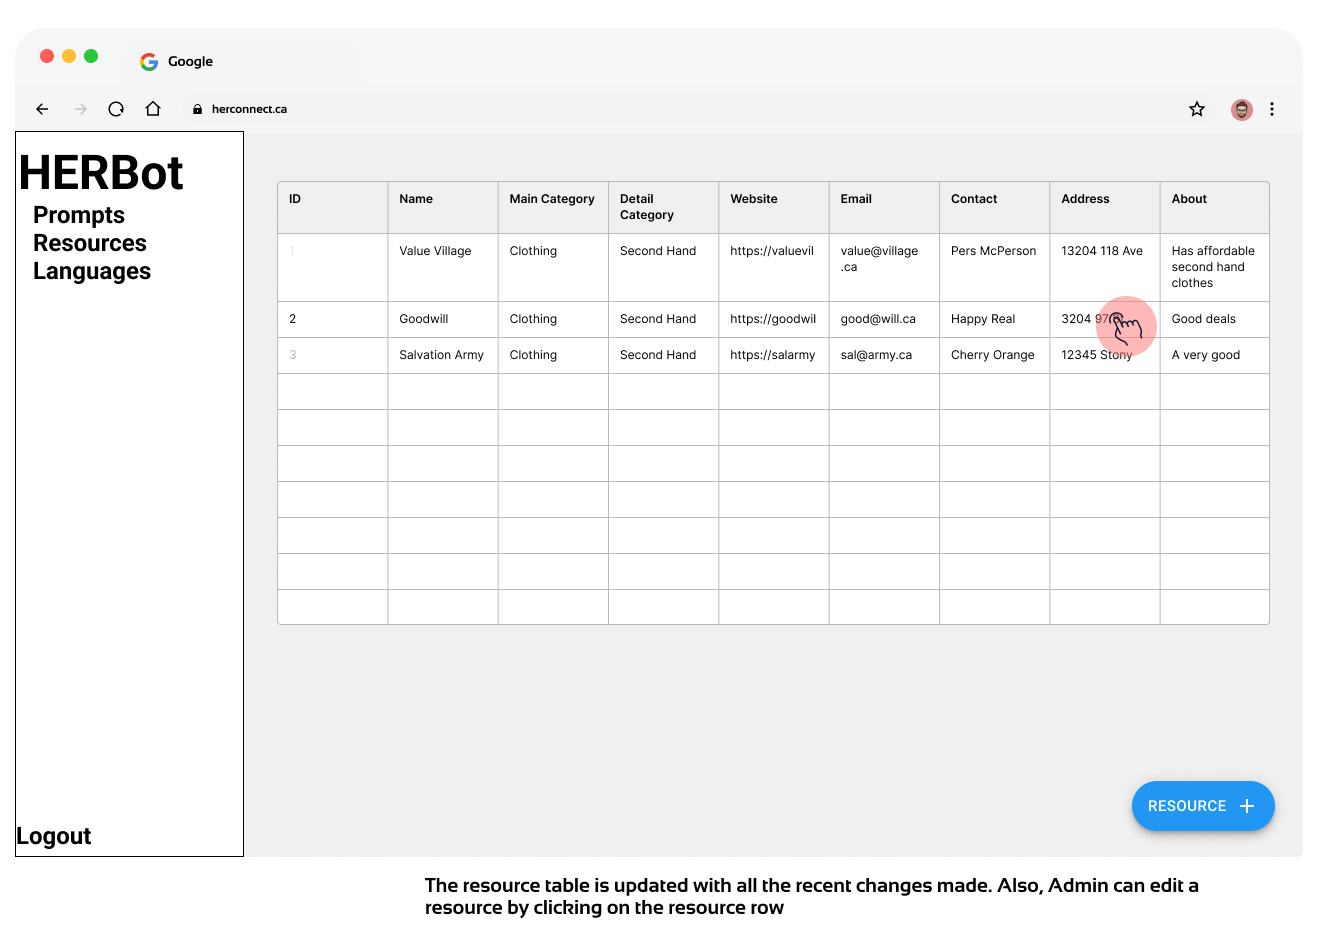 Google
herconnect.ca
HERBot
Prompts
Resources
Languages
Logout
ID Name Main Category Detail Category Website Email Contact Address About
1 Value Village Clothing Second Hand https://valuevil value@village.ca Pers McPerson 13204 118 Ave Has affordable second hand clothes
2 Goodwill Clothing Second Hand https://goodwil good@will.ca Happy Real 3204 Good deals
3 Salvation Army Clothing Second Hand https://salarmy sal@army.ca Cherry Orange 12345 Stony A very good
RESOURCE +
The resource table is updated with all the recent changes made. Also, Admin can edit a
resource by clicking on the resource row